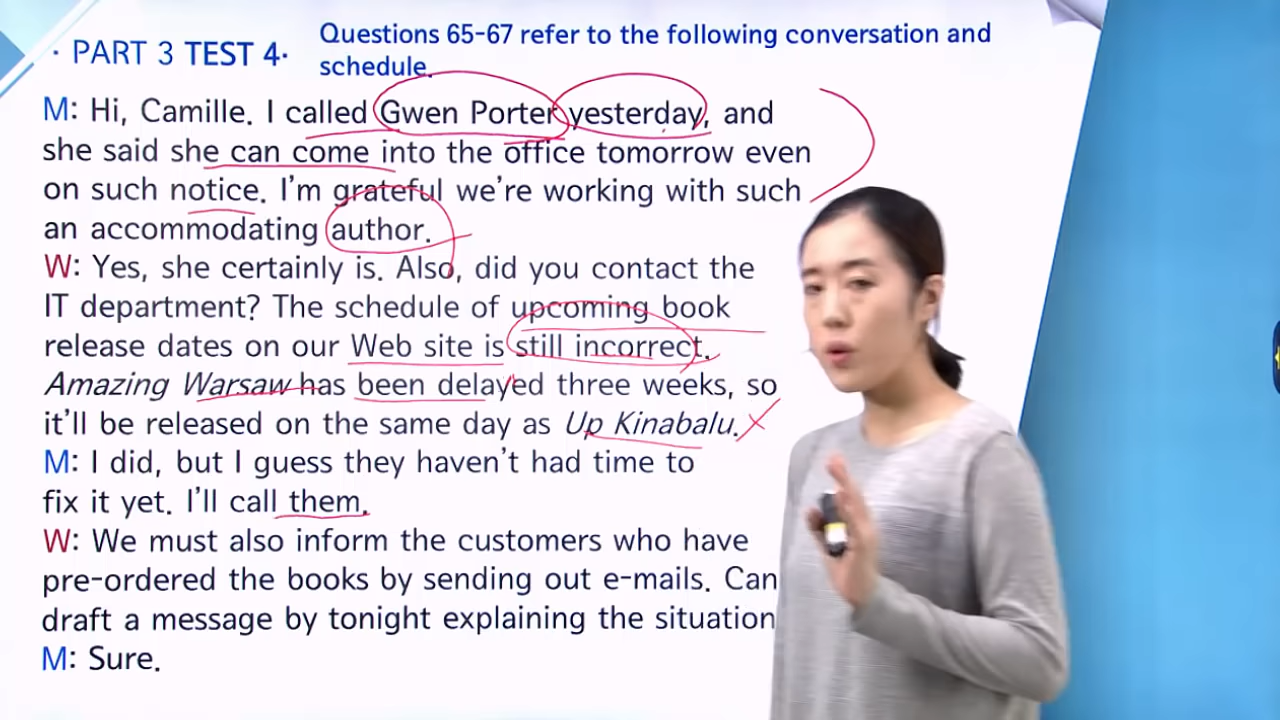 · PART 3 TEST 4·
Questions 65-67 refer to the following conversation and
schedule.
M: Hi, Camille. I called Gwen Porter yesterday, and
she said she can come into the office tomorrow even
on such notice. I'm grateful we're working with such
an accommodating author.
W: Yes, she certainly is. Also, did you contact the
IT department? The schedule of upcoming book
release dates on our Web site is still incorrect.
Amazing Warsaw has been delayed three weeks, so
it'll be released on the same day as Up Kinabalu.
M: I did, but I guess they haven't had time to
fix it yet. I'll call them.
W: We must also inform the customers who have
pre-ordered the books by sending out e-mails. Can
draft a message by tonight explaining the situation
M: Sure.